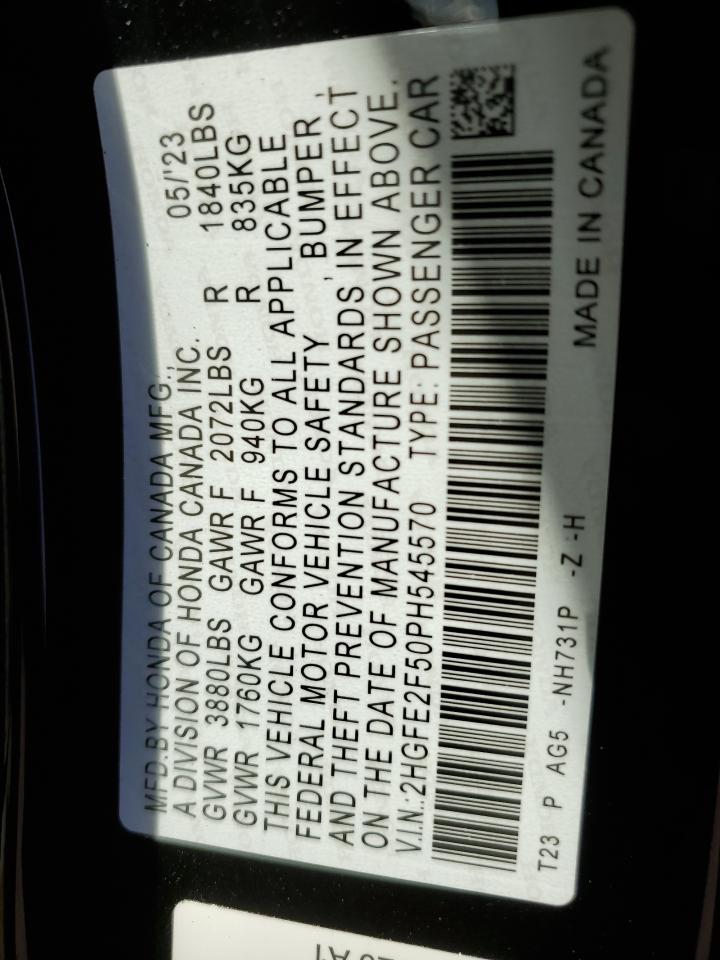 MFD.BY HONDA OF CANADA MFG.,
A DIVISION OF HONDA CANADA INC. 05/'23
GVWR 3880LBS GAWR F 2072LBS R 1840LBS
GVWR 1760KG GAWR F 940KG R 835KG
THIS VEHICLE CONFORMS TO ALL APPLICABLE
FEDERAL MOTOR VEHICLE SAFETY , BUMPER ,
AND THEFT PREVENTION STANDARDS IN EFFECT
ON THE DATE OF MANUFACTURE SHOWN ABOVE.
V.I.N.:2HGFE2F50PH545570 TYPE: PASSENGER CAR
T23 P AG5 -NH731P -Z -H MADE IN CANADA